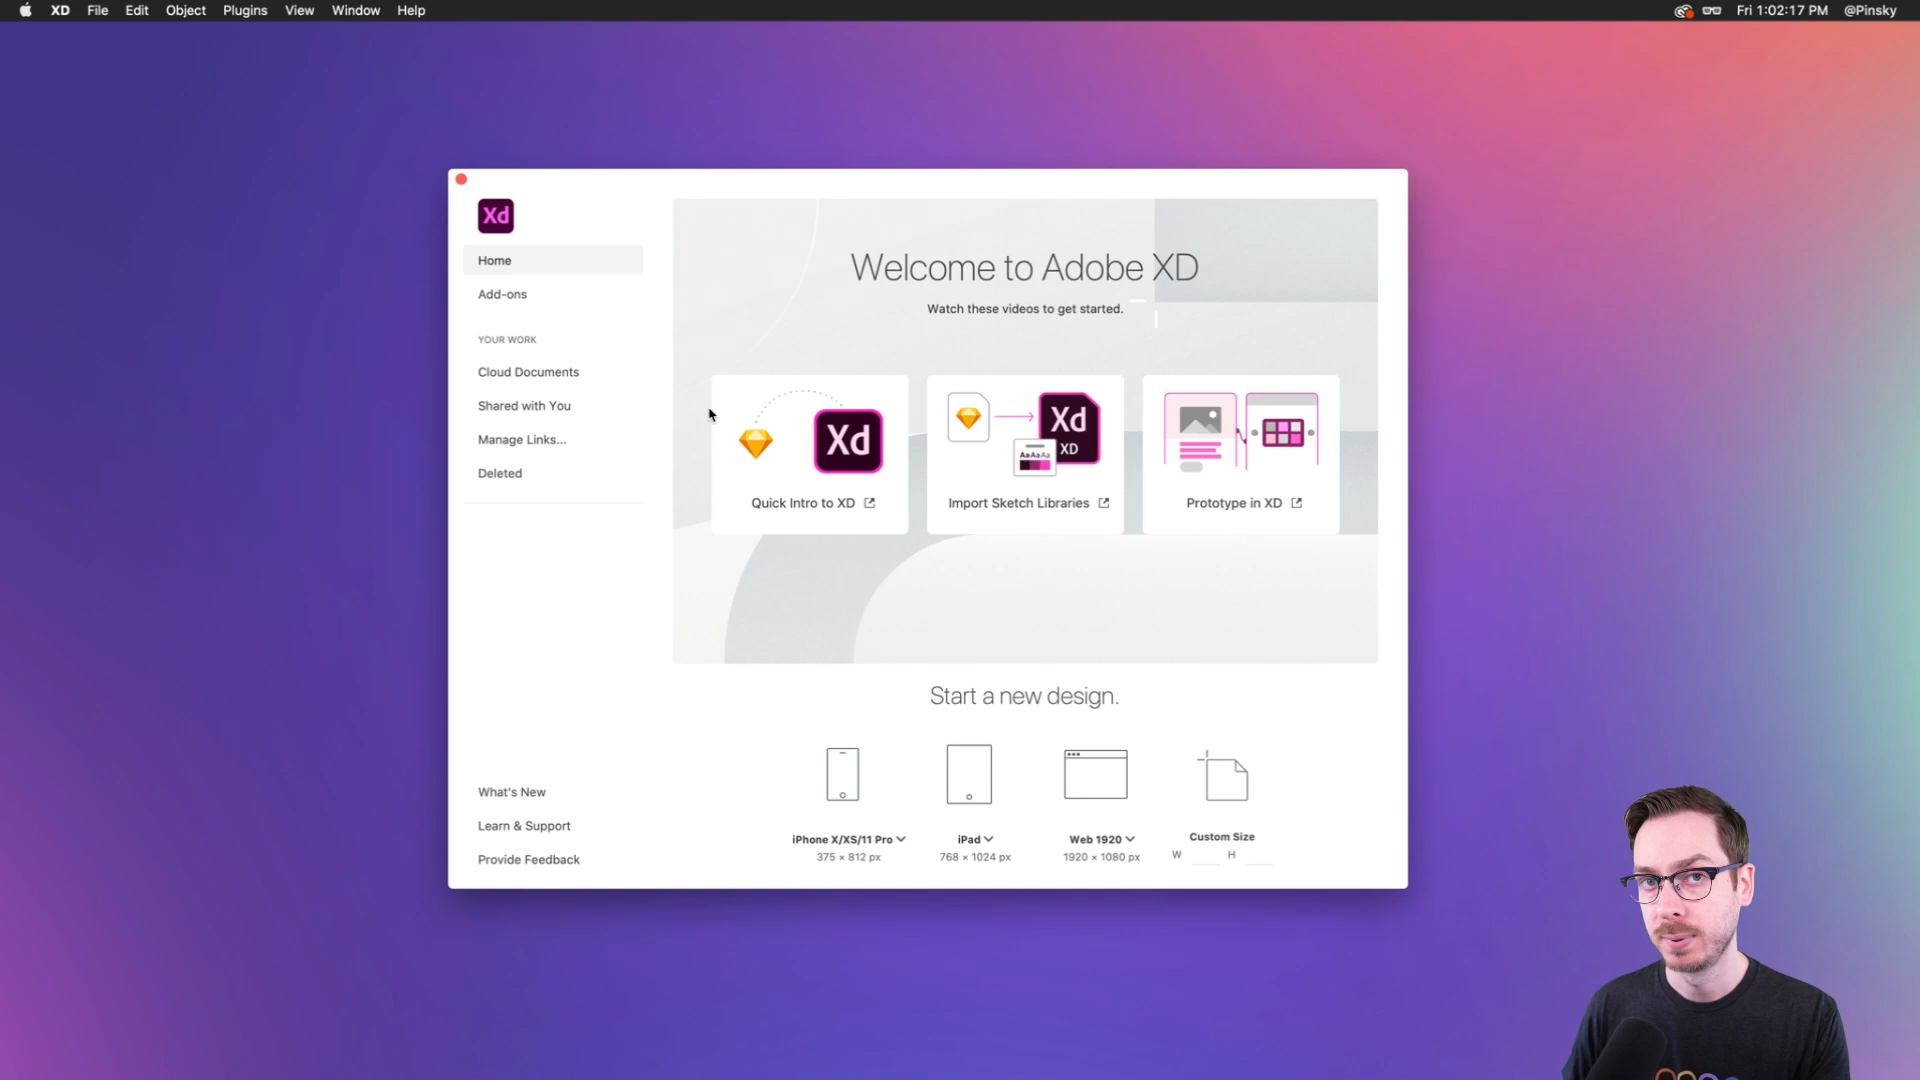 XD File Edit Object Plugins View Window Help
Fri 1:02:17 PM @Pinsky
Xd
Home
Add-ons
YOUR WORK
Cloud Documents
Shared with You
Manage Links...
Deleted
What's New
Learn & Support
Provide Feedback
Welcome to Adobe XD
Watch these videos to get started.
Xd
Quick Intro to XD
Xd
XD
AaAaAa
Import Sketch Libraries
Prototype in XD
Start a new design.
iPhone X/XS/11 Pro
375 × 812 px
iPad
768 × 1024 px
Web 1920
1920 × 1080 px
Custom Size
W H